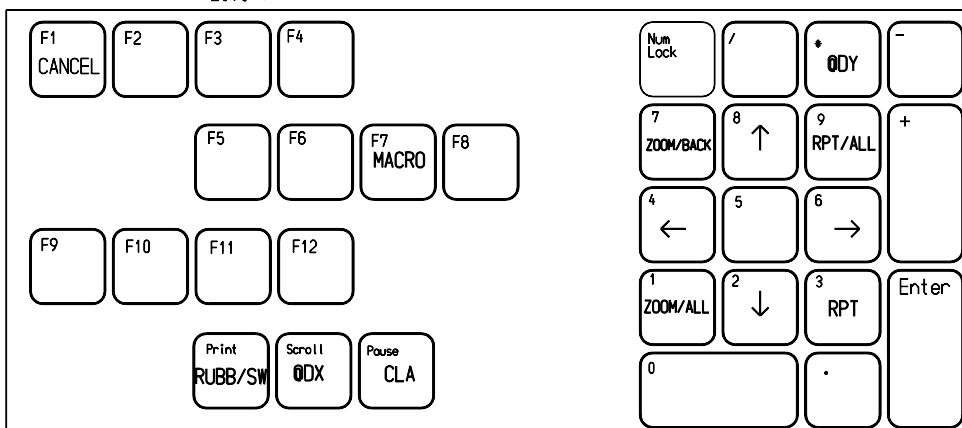 F1
CANCEL
F2
F3
F4
F5
F6
F7
MACRO
F8
F9
F10
F11
F12
Print
RUBB/SW
Scroll
@DX
Pause
CLA
Num
Lock
/
*
@DY
-
7
ZOOM/BACK
8
↑
9
RPT/ALL
+
4
←
5
6
→
1
ZOOM/ALL
2
↓
3
RPT
Enter
0
.